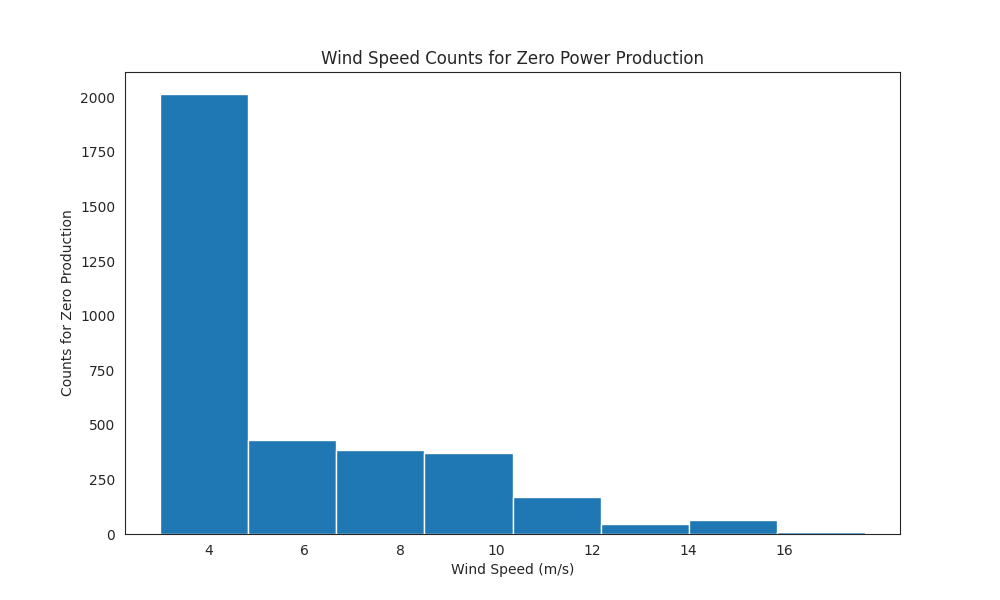 Wind Speed Counts for Zero Power Production
2000
1750
1500
1250
1000
750
500
250
0
Counts for Zero Production
4 6 8 10 12 14 16
Wind Speed (m/s)